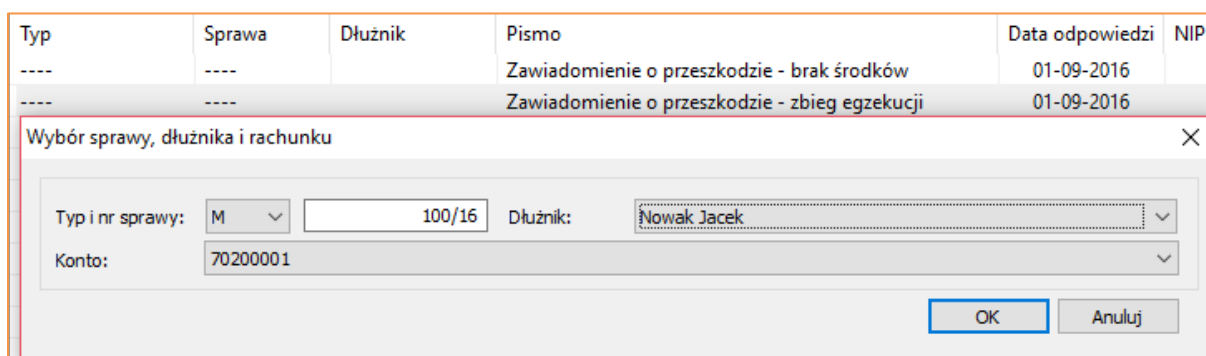 Typ Sprawa Dłużnik Pismo Data odpowiedzi NIP
---- ---- Zawiadomienie o przeszkodzie - brak środków 01-09-2016
---- ---- Zawiadomienie o przeszkodzie - zbieg egzekucji 01-09-2016
Wybór sprawy, dłużnika i rachunku
Typ i nr sprawy: M 100/16 Dłużnik: Nowak Jacek
Konto: 70200001
OK Anuluj